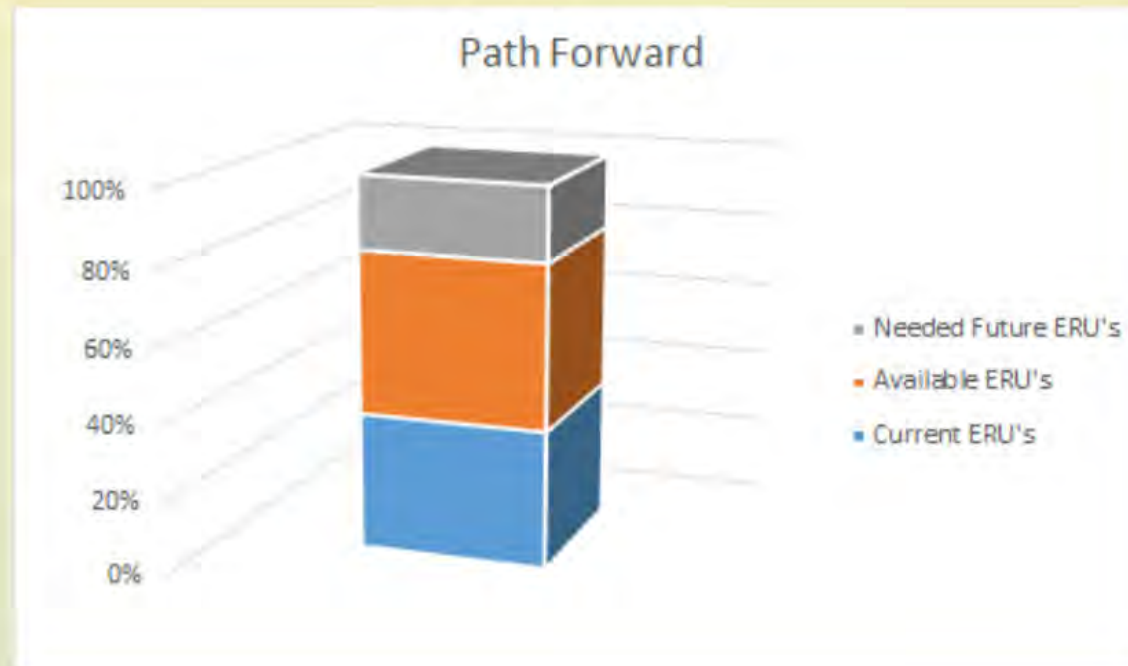 Path Forward
100%
80%
60%
40%
20%
0%
Needed Future ERU's
Available ERU's
Current ERU's